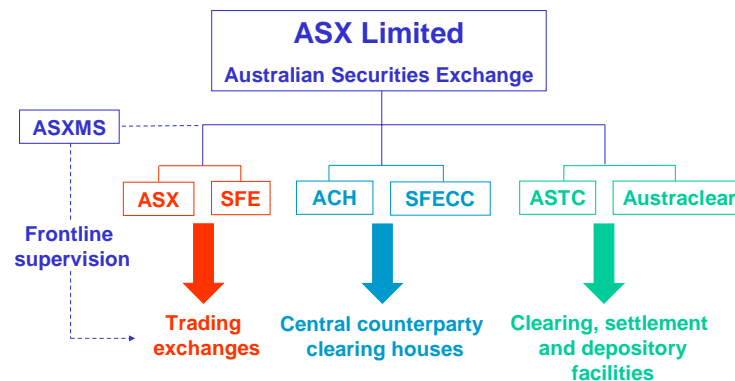 ASX Limited
Australian Securities Exchange
ASXMS
ASX
SFE
ACH
SFECC
ASTC
Austraclear
Frontline
supervision
Trading
exchanges
Central counterparty
clearing houses
Clearing, settlement
and depository
facilities